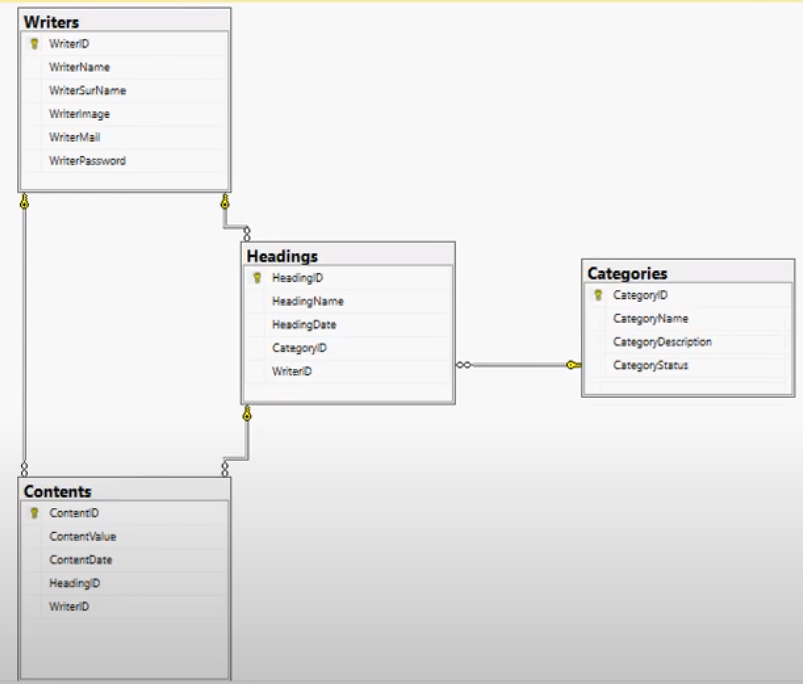 Writers
WriterID
WriterName
WriterSurName
WriterImage
WriterMail
WriterPassword
Headings
HeadingID
HeadingName
HeadingDate
CategoryID
WriterID
Categories
CategoryID
CategoryName
CategoryDescription
CategoryStatus
Contents
ContentID
ContentValue
ContentDate
HeadingID
WriterID